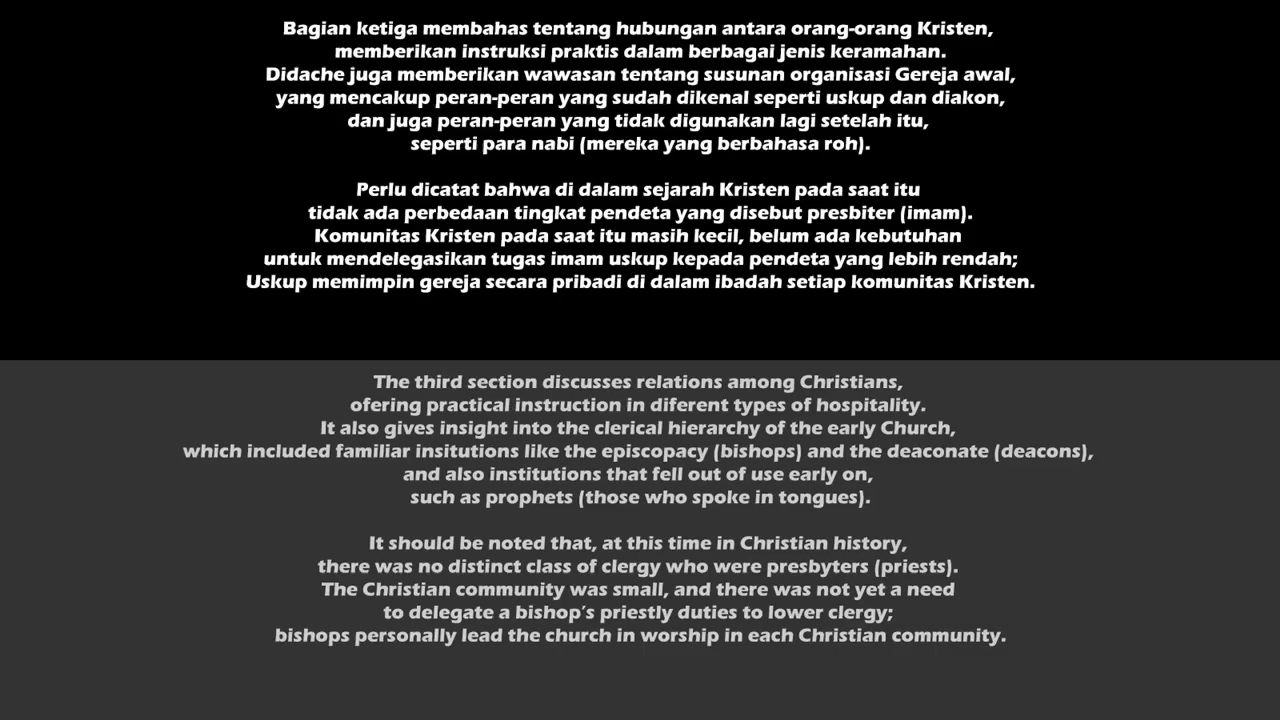 Bagian ketiga membahas tentang hubungan antara orang-orang Kristen,
memberikan instruksi praktis dalam berbagai jenis keramahan.
Didache juga memberikan wawasan tentang susunan organisasi Gereja awal,
yang mencakup peran-peran yang sudah dikenal seperti uskup dan diakon,
dan juga peran-peran yang tidak digunakan lagi setelah itu,
seperti para nabi (mereka yang berbahasa roh).
Perlu dicatat bahwa di dalam sejarah Kristen pada saat itu
tidak ada perbedaan tingkat pendeta yang disebut presbiter (imam).
Komunitas Kristen pada saat itu masih kecil, belum ada kebutuhan
untuk mendelegasikan tugas imam uskup kepada pendeta yang lebih rendah;
Uskup memimpin gereja secara pribadi di dalam ibadah setiap komunitas Kristen.
The third section discusses relations among Christians,
ofering practical instruction in diferent types of hospitality.
It also gives insight into the clerical hierarchy of the early Church,
which included familiar insitutions like the episcopacy (bishops) and the deaconate (deacons),
and also institutions that fell out of use early on,
such as prophets (those who spoke in tongues).
It should be noted that, at this time in Christian history,
there was no distinct class of clergy who were presbyters (priests).
The Christian community was small, and there was not yet a need
to delegate a bishop's priestly duties to lower clergy;
bishops personally lead the church in worship in each Christian community.